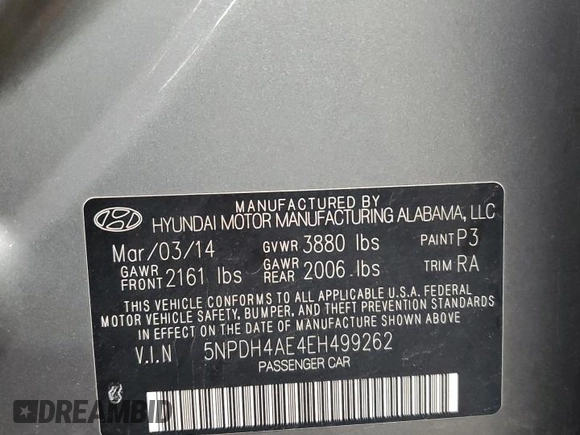 MANUFACTURED BY
HYUNDAI MOTOR MANUFACTURING ALABAMA, LLC
Mar/03/14 GVWR 3880 lbs PAINT P3
GAWR FRONT 2161 lbs GAWR REAR 2006 lbs TRIM RA
THIS VEHICLE CONFORMS TO ALL APPLICABLE U.S.A. FEDERAL
MOTOR VEHICLE SAFETY, BUMPER, AND THEFT PREVENTION STANDARDS
IN EFFECT ON THE DATE OF MANUFACTURE SHOWN ABOVE.
V.I.N 5NPDH4AE4EH499262
PASSENGER CAR
DREAMBID